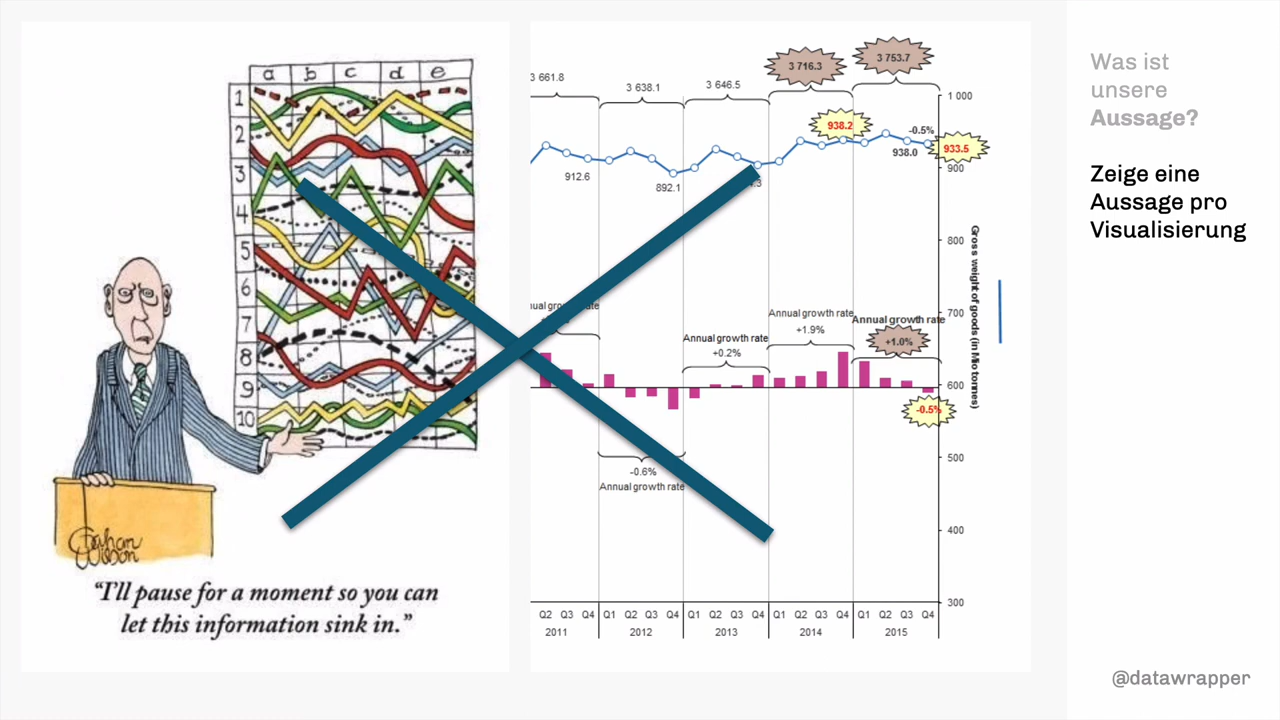 a b c d e
1
2
3
4
5
6
7
8
9
10
Graham
Wilson
“I'll pause for a moment so you can
let this information sink in.”
3 661.8
3 638.1
3 646.5
3 716.3
3 753.7
1 000
938.2
-0.5%
938.0
933.5
912.6
892.1
900
800
Gross weight of goods (in Mio tonnes)
700
Annual growth rate
+0.2%
Annual growth rate
+1.9%
Annual growth rate
+1.0%
600
-0.5%
-0.6%
Annual growth rate
500
400
300
Q2 Q3 Q4 Q1 Q2 Q3 Q4 Q1 Q2 Q3 Q4 Q1 Q2 Q3 Q4 Q1 Q2 Q3 Q4
2011 2012 2013 2014 2015
Was ist
unsere
Aussage?
Zeige eine
Aussage pro
Visualisierung
@datawrapper